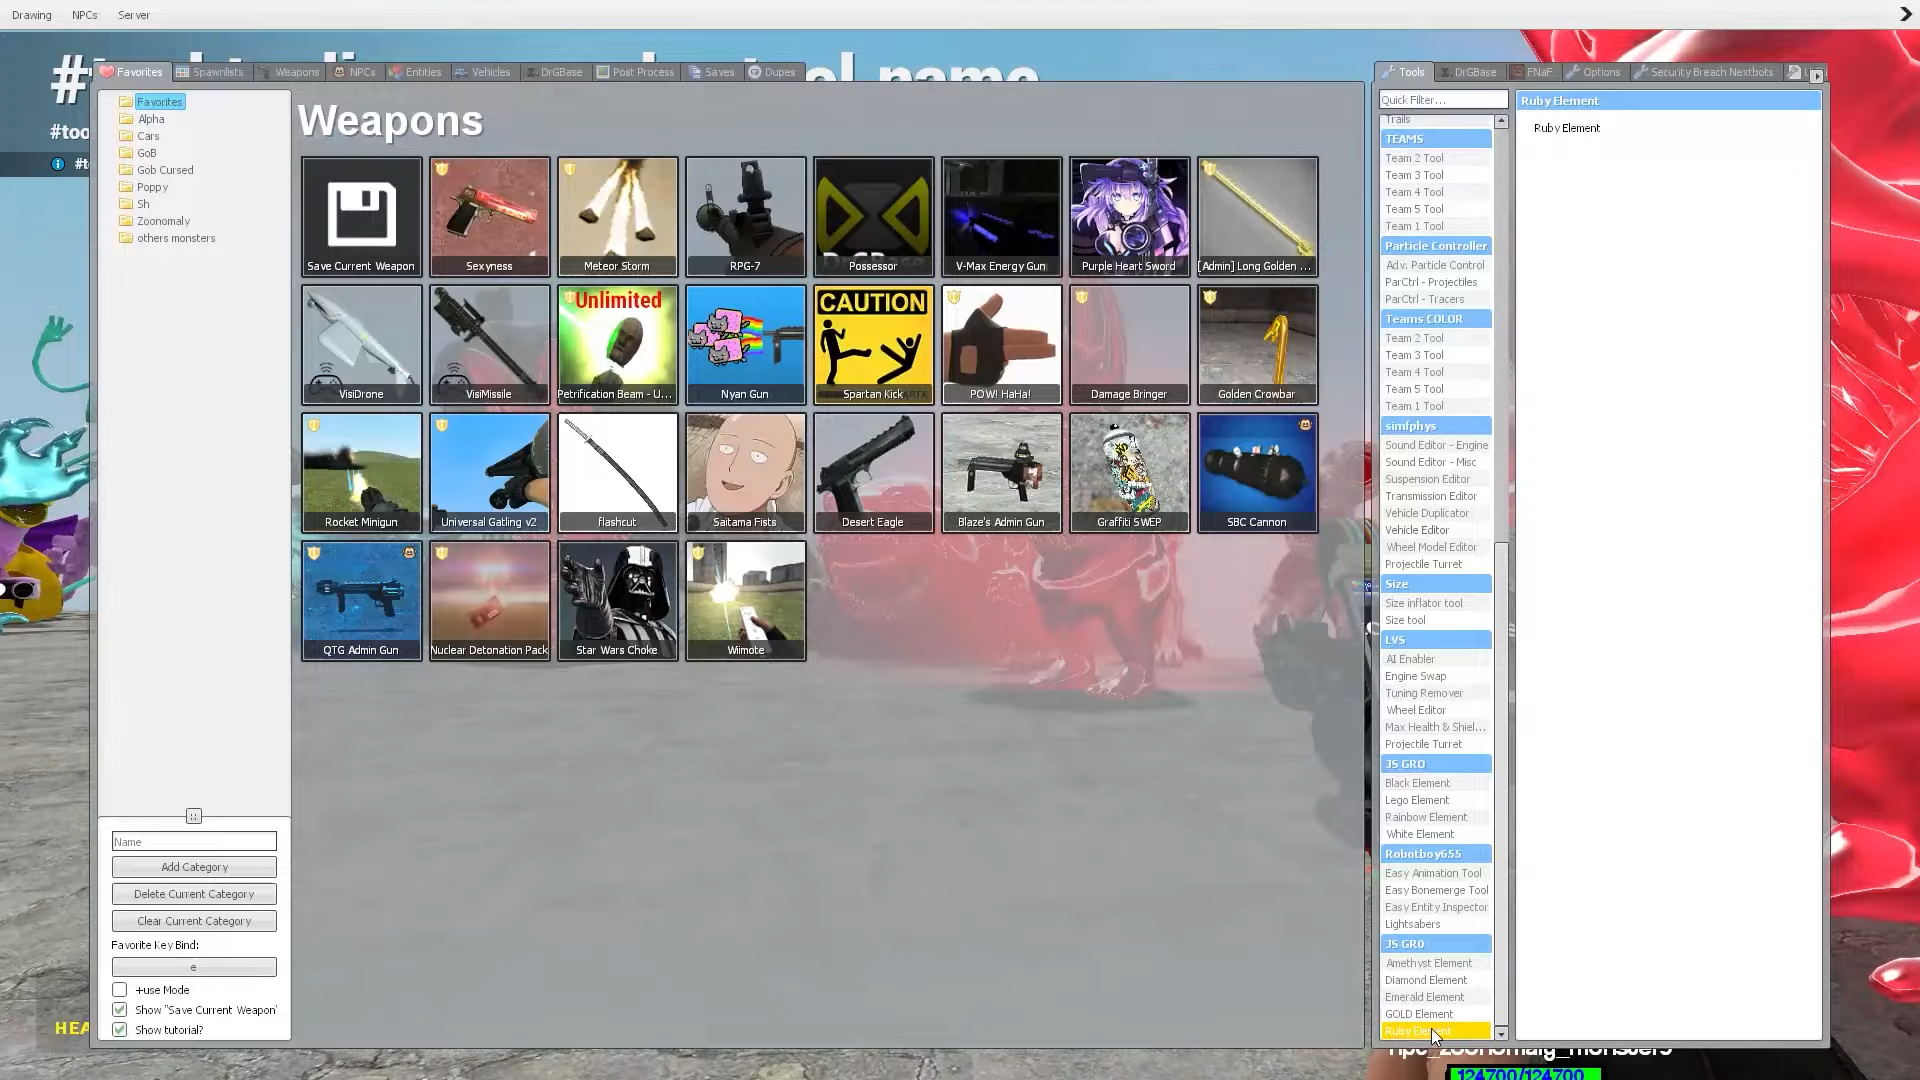 Drawing NPCs Server
Favorites Spawnlists Weapons NPCs Entities Vehicles DrGBase Post Process Saves Dupes
Tools DrGBase FNaF Options Security Breach Nextbots
#too
#t
Favorites
Alpha
Cars
GoB
Gob Cursed
Poppy
Sh
Zoonomaly
others monsters
Name
Add Category
Delete Current Category
Clear Current Category
Favorite Key Bind:
e
+use Mode
Show "Save Current Weapon"
Show tutorial?
HEA
Weapons
Save Current Weapon
Sexyness
Meteor Storm
RPG-7
Possessor
V-Max Energy Gun
Purple Heart Sword
[Admin] Long Golden ...
VisiDrone
VisiMissile
Unlimited
Petrification Beam - U...
Nyan Gun
CAUTION
Spartan Kick
POW! HaHa!
Damage Bringer
Golden Crowbar
Rocket Minigun
Universal Gatling v2
flashcut
Saitama Fists
Desert Eagle
Blaze's Admin Gun
Graffiti SWEP
SBC Cannon
QTG Admin Gun
Nuclear Detonation Pack
Star Wars Choke
Wiimote
Quick Filter...
Trails
TEAMS
Team 2 Tool
Team 3 Tool
Team 4 Tool
Team 5 Tool
Team 1 Tool
Particle Controller
Adv. Particle Control
ParCtrl - Projectiles
ParCtrl - Tracers
Teams COLOR
Team 2 Tool
Team 3 Tool
Team 4 Tool
Team 5 Tool
Team 1 Tool
simfphys
Sound Editor - Engine
Sound Editor - Misc
Suspension Editor
Transmission Editor
Vehicle Duplicator
Vehicle Editor
Wheel Model Editor
Projectile Turret
Size
Size inflator tool
Size tool
LVS
AI Enabler
Engine Swap
Tuning Remover
Wheel Editor
Max Health & Shiel...
Projectile Turret
JS GRO
Black Element
Lego Element
Rainbow Element
White Element
Robotboy655
Easy Animation Tool
Easy Bonemerge Tool
Easy Entity Inspector
Lightsabers
JS GRO
Amethyst Element
Diamond Element
Emerald Element
GOLD Element
Ruby Element
Ruby Element
Ruby Element
124700/124700